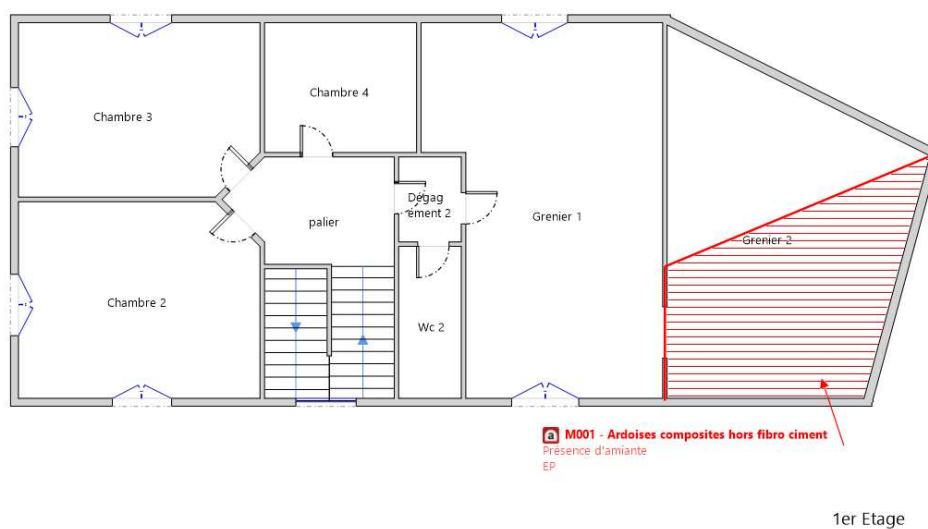 Chambre 4
Chambre 3
Dégag
ement 2
Grenier 1
palier
Grenier 2
Chambre 2
Wc 2
a M001 - Ardoises composites hors fibro ciment
Présence d'amiante
EP
1er Etage